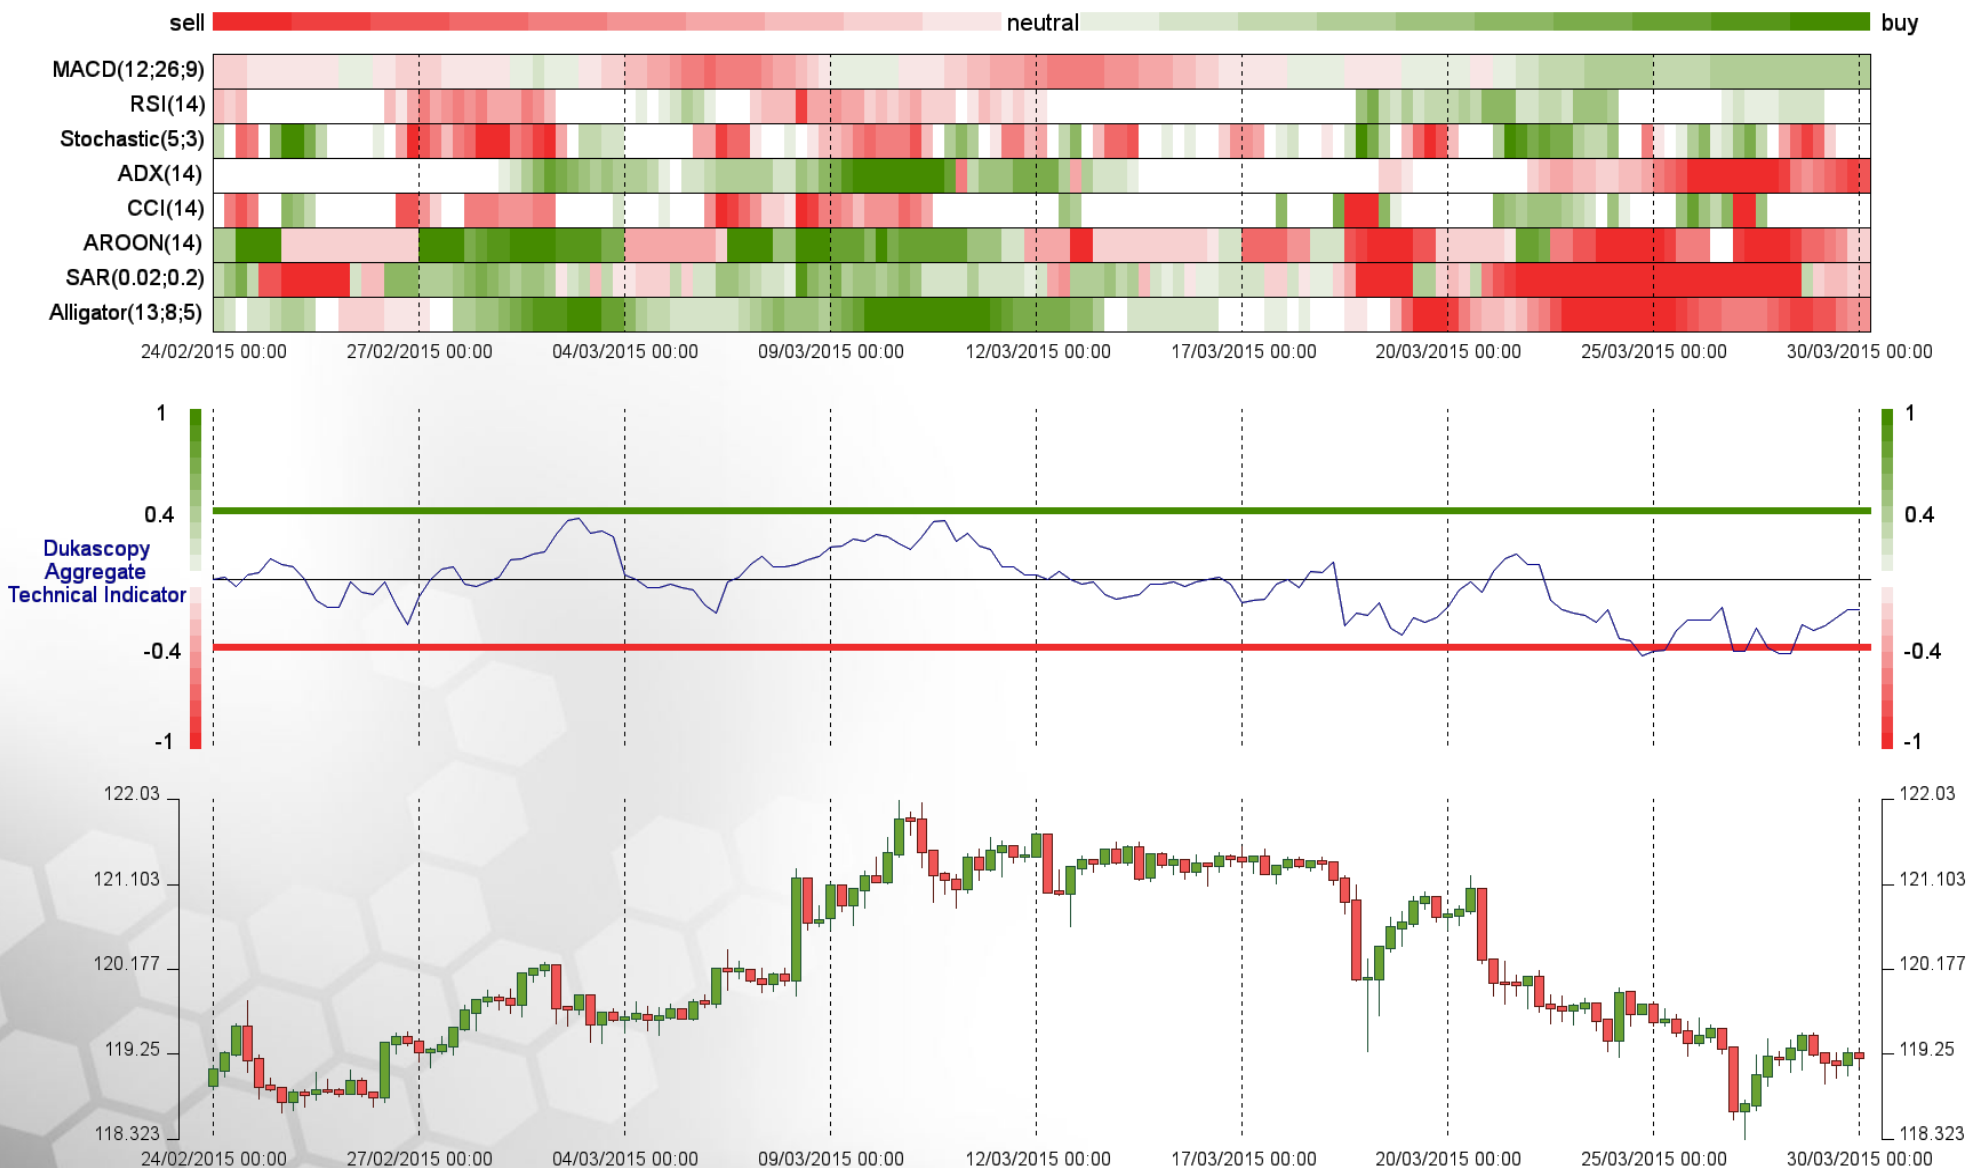 sell neutral buy
MACD(12;26;9)
RSI(14)
Stochastic(5;3)
ADX(14)
CCI(14)
AROON(14)
SAR(0.02;0.2)
Alligator(13;8;5)
24/02/2015 00:00 27/02/2015 00:00 04/03/2015 00:00 09/03/2015 00:00 12/03/2015 00:00 17/03/2015 00:00 20/03/2015 00:00 25/03/2015 00:00 30/03/2015 00:00
1 1
0.4 0.4
Dukascopy
Aggregate
Technical Indicator
-0.4 -0.4
-1 -1
122.03 122.03
121.103 121.103
120.177 120.177
119.25 119.25
118.323 118.323
24/02/2015 00:00 27/02/2015 00:00 04/03/2015 00:00 09/03/2015 00:00 12/03/2015 00:00 17/03/2015 00:00 20/03/2015 00:00 25/03/2015 00:00 30/03/2015 00:00